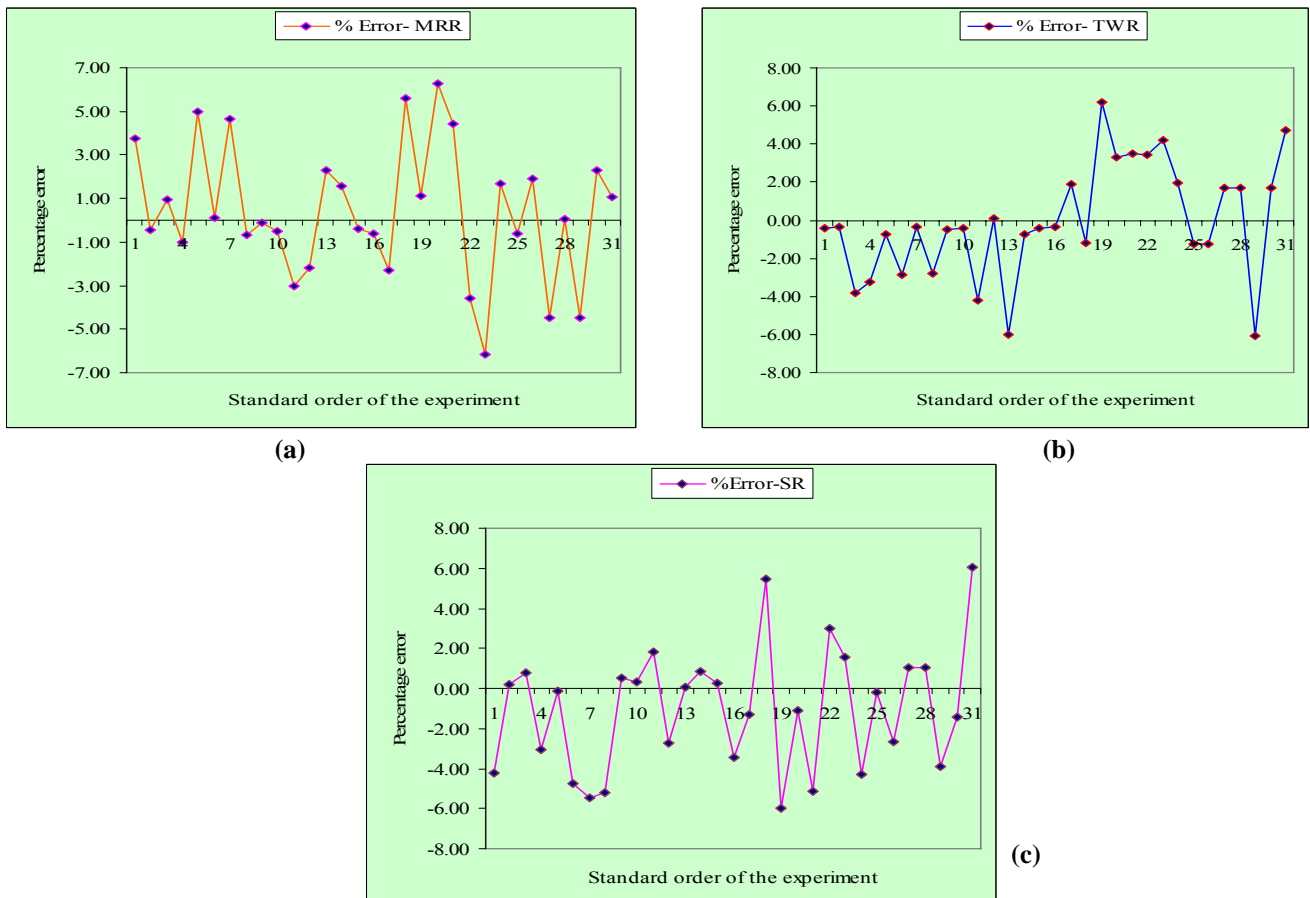 % Error- MRR
7.00
5.00
3.00
1.00
-1.00
-3.00
-5.00
-7.00
1 4 7 10 13 16 19 22 25 28 31
Percentage error
Standard order of the experiment
(a)
% Error- TWR
8.00
6.00
4.00
2.00
0.00
-2.00
-4.00
-6.00
-8.00
1 4 7 10 13 16 19 22 25 28 31
Percentage error
Standard order of the experiment
(b)
%Error-SR
8.00
6.00
4.00
2.00
0.00
-2.00
-4.00
-6.00
-8.00
1 4 7 10 13 16 19 22 25 28 31
Percentage error
Standard order of the experiment
(c)